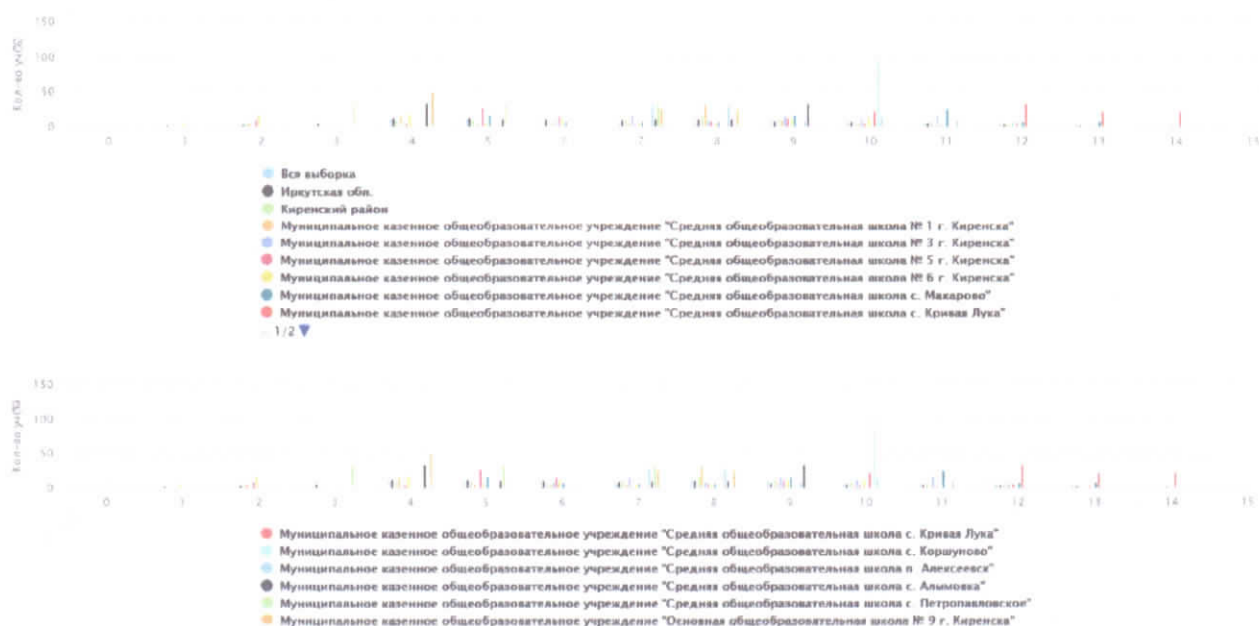 150
Кол-во уч(%)
100
50
0
0 1 2 3 4 5 6 7 8 9 10 11 12 13 14 15
Вся выборка
Иркутская обл.
Киренский район
Муниципальное казенное общеобразовательное учреждение "Средняя общеобразовательная школа № 1 г. Киренска"
Муниципальное казенное общеобразовательное учреждение "Средняя общеобразовательная школа № 3 г. Киренска"
Муниципальное казенное общеобразовательное учреждение "Средняя общеобразовательная школа № 5 г. Киренска"
Муниципальное казенное общеобразовательное учреждение "Средняя общеобразовательная школа № 6 г. Киренска"
Муниципальное казенное общеобразовательное учреждение "Средняя общеобразовательная школа с. Макарово"
Муниципальное казенное общеобразовательное учреждение "Средняя общеобразовательная школа с. Кривая Лука"
1/2
150
Кол-во уч(%)
100
50
0
0 1 2 3 4 5 6 7 8 9 10 11 12 13 14 15
Муниципальное казенное общеобразовательное учреждение "Средняя общеобразовательная школа с. Кривая Лука"
Муниципальное казенное общеобразовательное учреждение "Средняя общеобразовательная школа с. Коршуново"
Муниципальное казенное общеобразовательное учреждение "Средняя общеобразовательная школа п. Алексеевск"
Муниципальное казенное общеобразовательное учреждение "Средняя общеобразовательная школа с. Алымовка"
Муниципальное казенное общеобразовательное учреждение "Средняя общеобразовательная школа с. Петропавловское"
Муниципальное казенное общеобразовательное учреждение "Основная общеобразовательная школа № 9 г. Киренска"